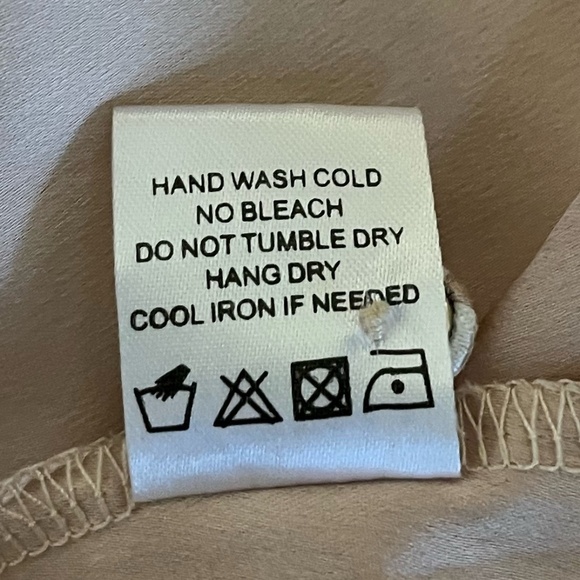 HAND WASH COLD
NO BLEACH
DO NOT TUMBLE DRY
HANG DRY
COOL IRON IF NEEDED